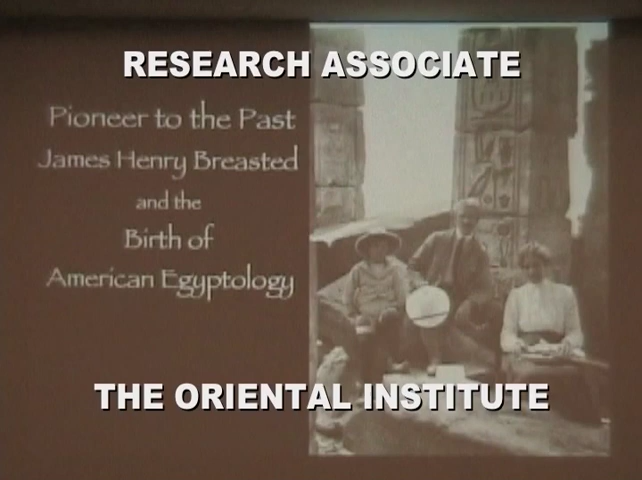 RESEARCH ASSOCIATE
Pioneer to the Past
James Henry Breasted
and the
Birth of
American Egyptology
THE ORIENTAL INSTITUTE